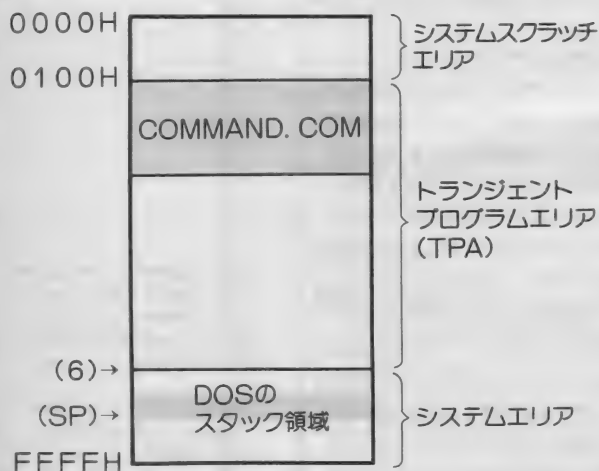 0000H
システムスクラッチ
エリア
0100H
COMMAND. COM
トランジェント
プログラムエリア
(TPA)
(6)→
DOSの
(SP)→
スタック領域
システムエリア
FFFFH